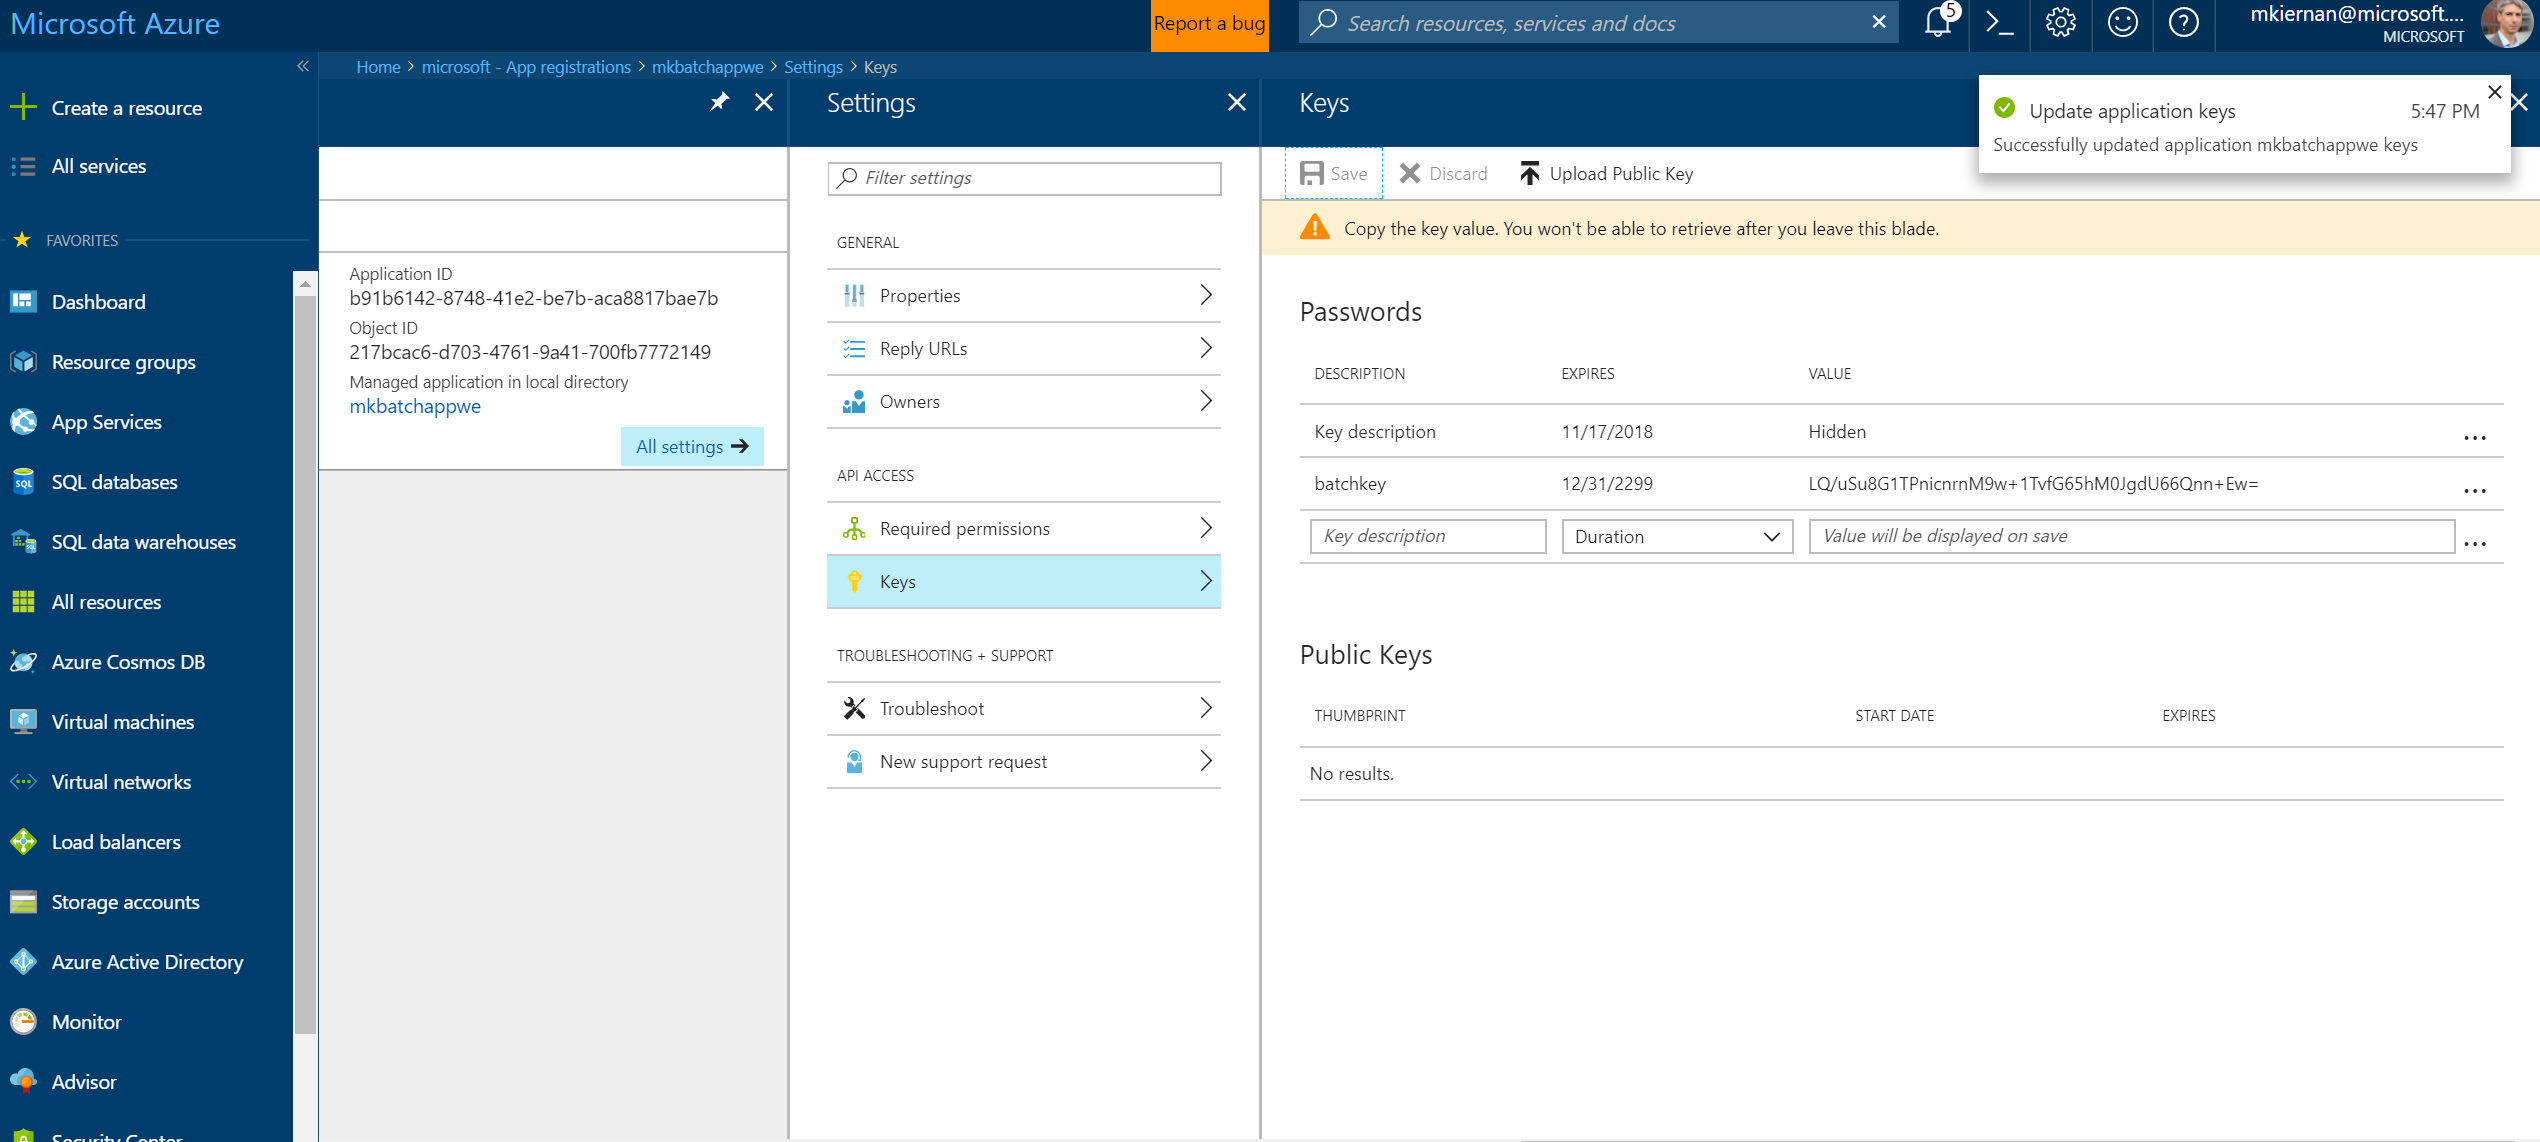 Microsoft Azure
Report a bug
Search resources, services and docs
5
mkiernan@microsoft....
MICROSOFT
Home > microsoft - App registrations > mkbatchappwe > Settings > Keys
Create a resource
All services
FAVORITES
Dashboard
Resource groups
App Services
SQL databases
SQL data warehouses
All resources
Azure Cosmos DB
Virtual machines
Virtual networks
Load balancers
Storage accounts
Azure Active Directory
Monitor
Advisor
Security Center
Application ID
b91b6142-8748-41e2-be7b-aca8817bae7b
Object ID
217bcac6-d703-4761-9a41-700fb7772149
Managed application in local directory
mkbatchappwe
All settings
Settings
Filter settings
GENERAL
Properties
Reply URLs
Owners
API ACCESS
Required permissions
Keys
TROUBLESHOOTING + SUPPORT
Troubleshoot
New support request
Keys
Update application keys 5:47 PM
Successfully updated application mkbatchappwe keys
Save Discard Upload Public Key
Copy the key value. You won't be able to retrieve after you leave this blade.
Passwords
DESCRIPTION EXPIRES VALUE
Key description 11/17/2018 Hidden ...
batchkey 12/31/2299 LQ/uSu8G1TPnicnrnM9w+1TvfG65hM0JgdU66Qnn+Ew= ...
Key description Duration Value will be displayed on save ...
Public Keys
THUMBPRINT START DATE EXPIRES
No results.